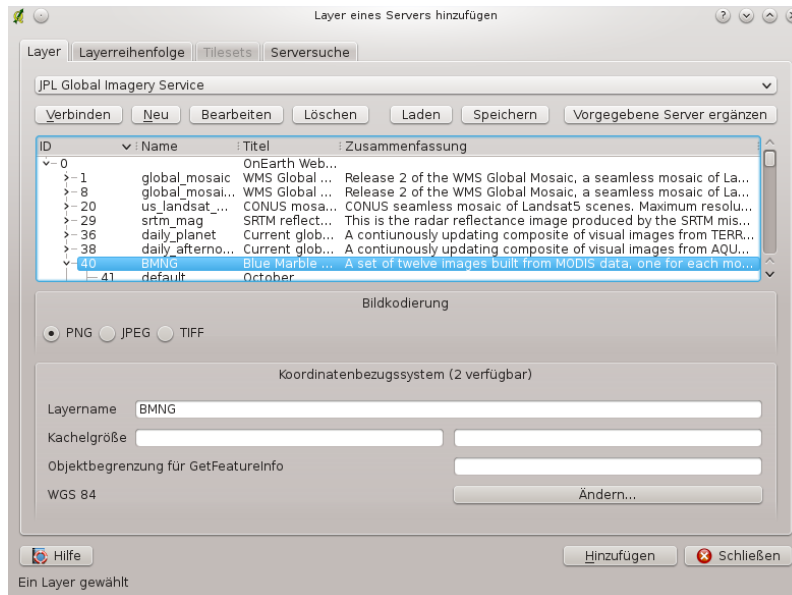 Layer eines Servers hinzufügen
Layer Layerreihenfolge Tilesets Serversuche
JPL Global Imagery Service
Verbinden Neu Bearbeiten Löschen Laden Speichern Vorgegebene Server ergänzen
ID Name Titel Zusammenfassung
0 OnEarth Web...
1 global_mosaic WMS Global ... Release 2 of the WMS Global Mosaic, a seamless mosaic of La...
8 global_mosai... WMS Global ... Release 2 of the WMS Global Mosaic, a seamless mosaic of La...
20 us_landsat_... CONUS mosa... CONUS seamless mosaic of Landsat5 scenes. Maximum resolu...
29 srtm_mag SRTM reflect... This is the radar reflectance image produced by the SRTM mis...
36 daily_planet Current glob... A contiunously updating composite of visual images from TERR...
38 daily_afterno... Current glob... A contiunously updating composite of visual images from AQU...
40 BMNG Blue Marble ... A set of twelve images built from MODIS data, one for each mo...
41 default October
Bildkodierung
PNG JPEG TIFF
Koordinatenbezugssystem (2 verfügbar)
Layername BMNG
Kachelgröße
Objektbegrenzung für GetFeatureInfo
WGS 84 Ändern...
Hilfe Hinzufügen Schließen
Ein Layer gewählt